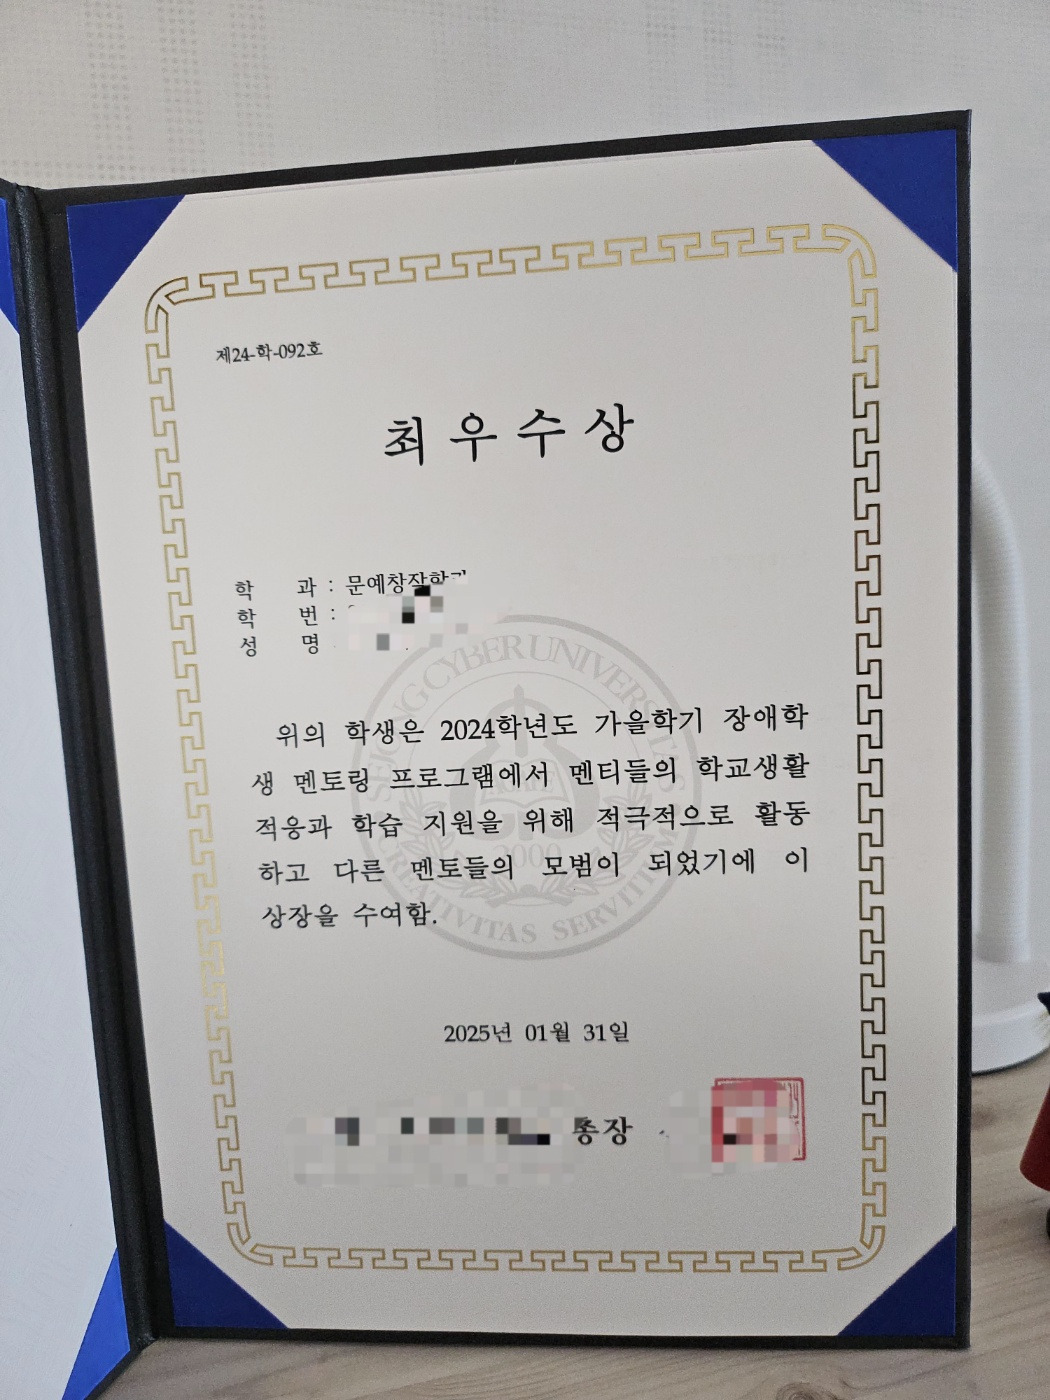 제24-학-092호
최우수상
학 과 : 문예창작학과
학 번 :
성 명
위의 학생은 2024학년도 가을학기 장애학
생 멘토링 프로그램에서 멘티들의 학교생활
적응과 학습 지원을 위해 적극적으로 활동
하고 다른 멘토들의 모범이 되었기에 이
상장을 수여함.
2025년 01월 31일
총장
CYBER UNIVERSITAS
CREATIVITAS SERVITIUM
2000